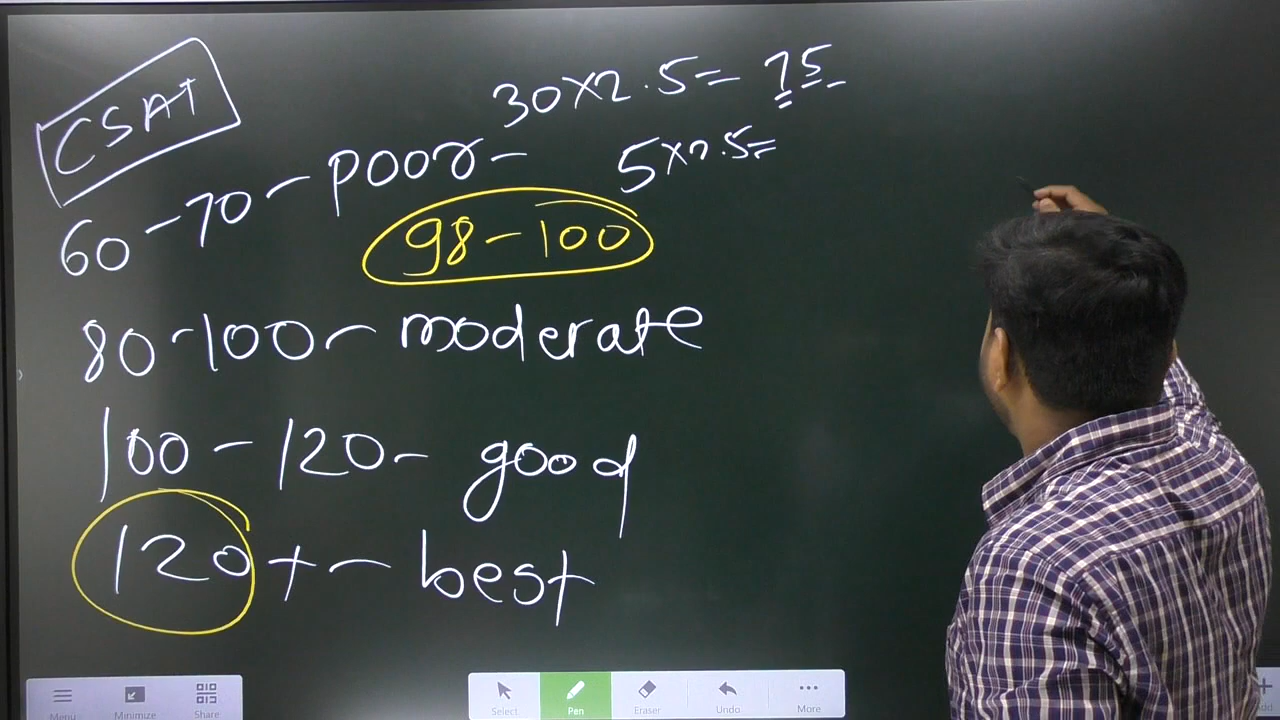 CSAT
30×2.5= 75
60-70-poor-
5×2.5=
98-100
80-100-moderate
100-120-good
120+-best
Menu
Minimize
Share
Select
Pen
Eraser
Undo
More
Add